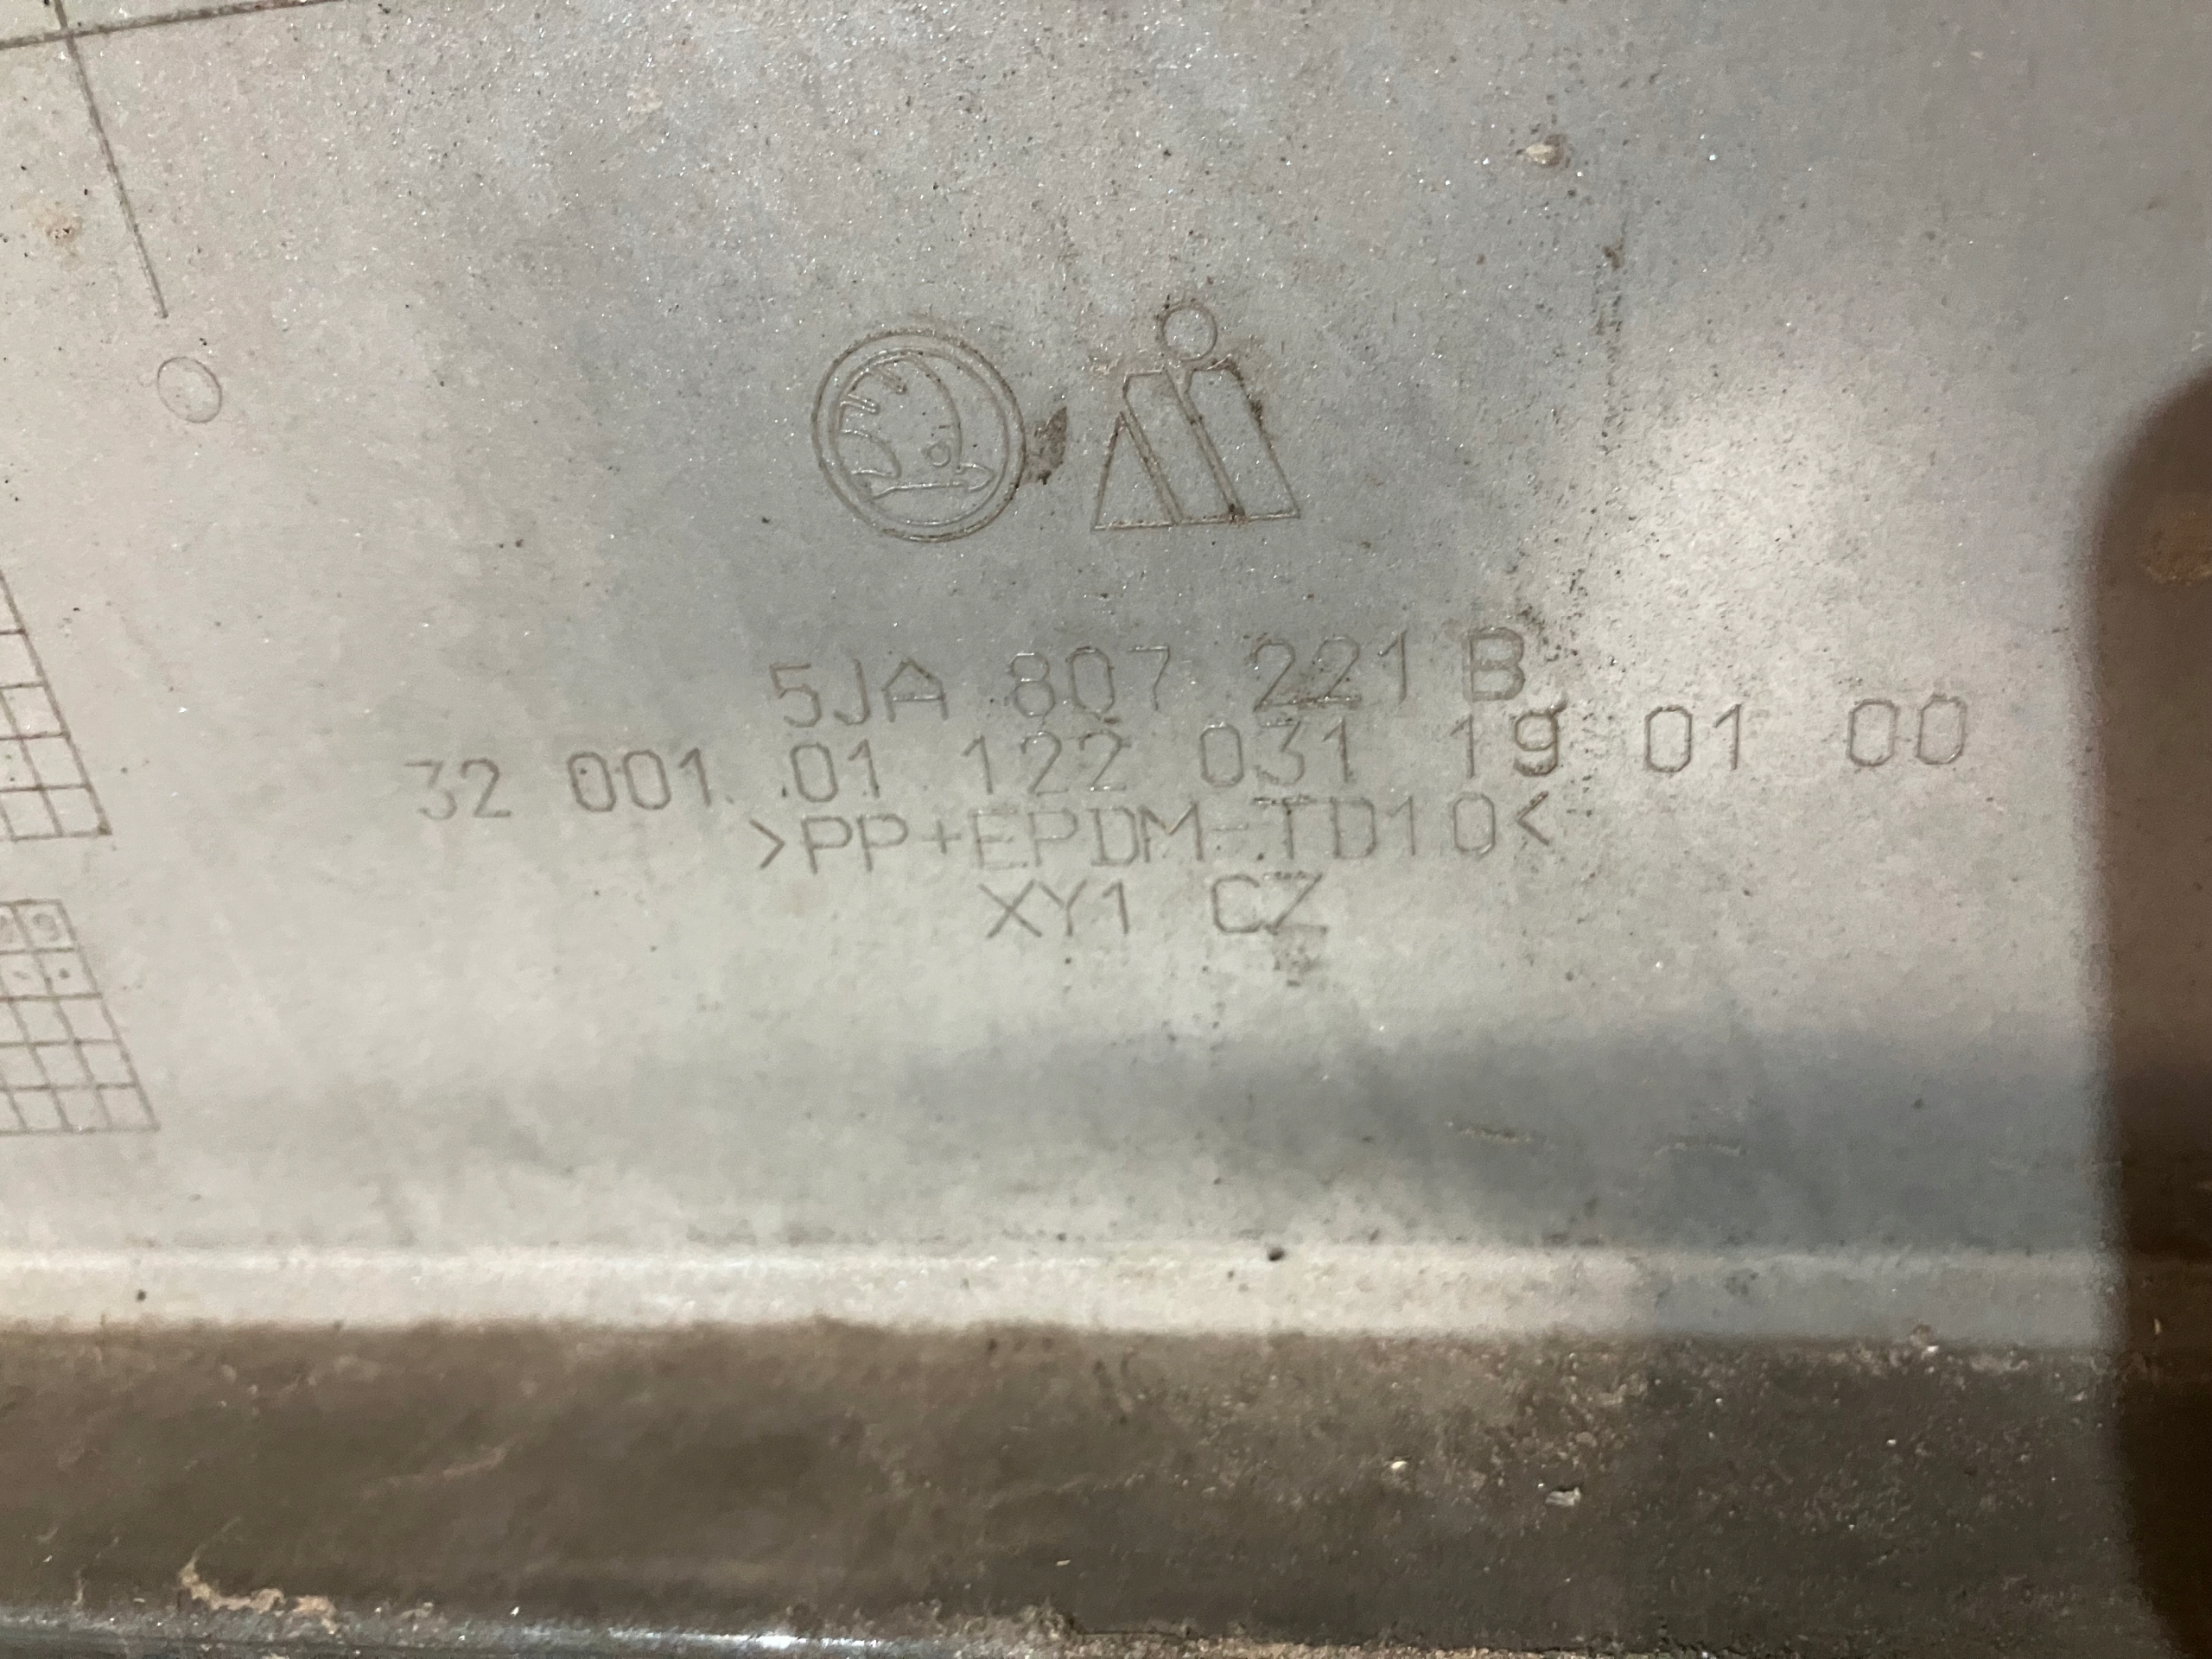 5JA 807 221 B
32 001 01 122 031 19 01 00
>PP+EPDM-TD10<
XY1 CZ